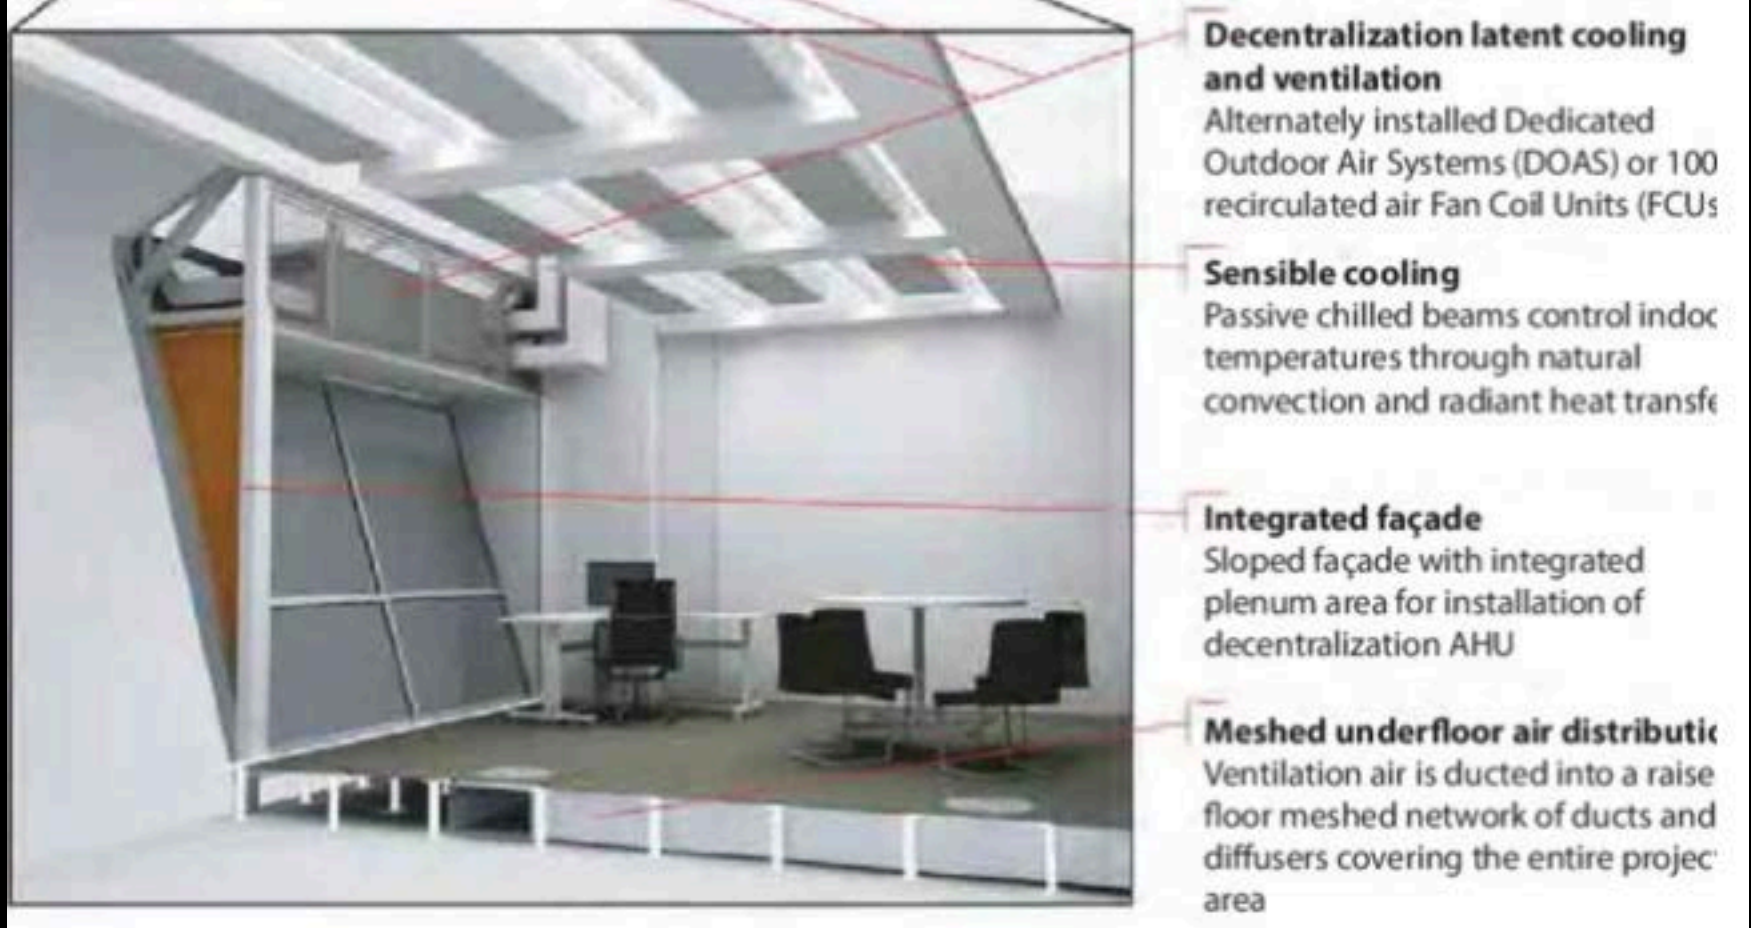 Decentralization latent cooling
and ventilation
Alternately installed Dedicated
Outdoor Air Systems (DOAS) or 100
recirculated air Fan Coil Units (FCUs
Sensible cooling
Passive chilled beams control indoo
temperatures through natural
convection and radiant heat transfe
Integrated façade
Sloped façade with integrated
plenum area for installation of
decentralization AHU
Meshed underfloor air distributio
Ventilation air is ducted into a raise
floor meshed network of ducts and
diffusers covering the entire projec
area